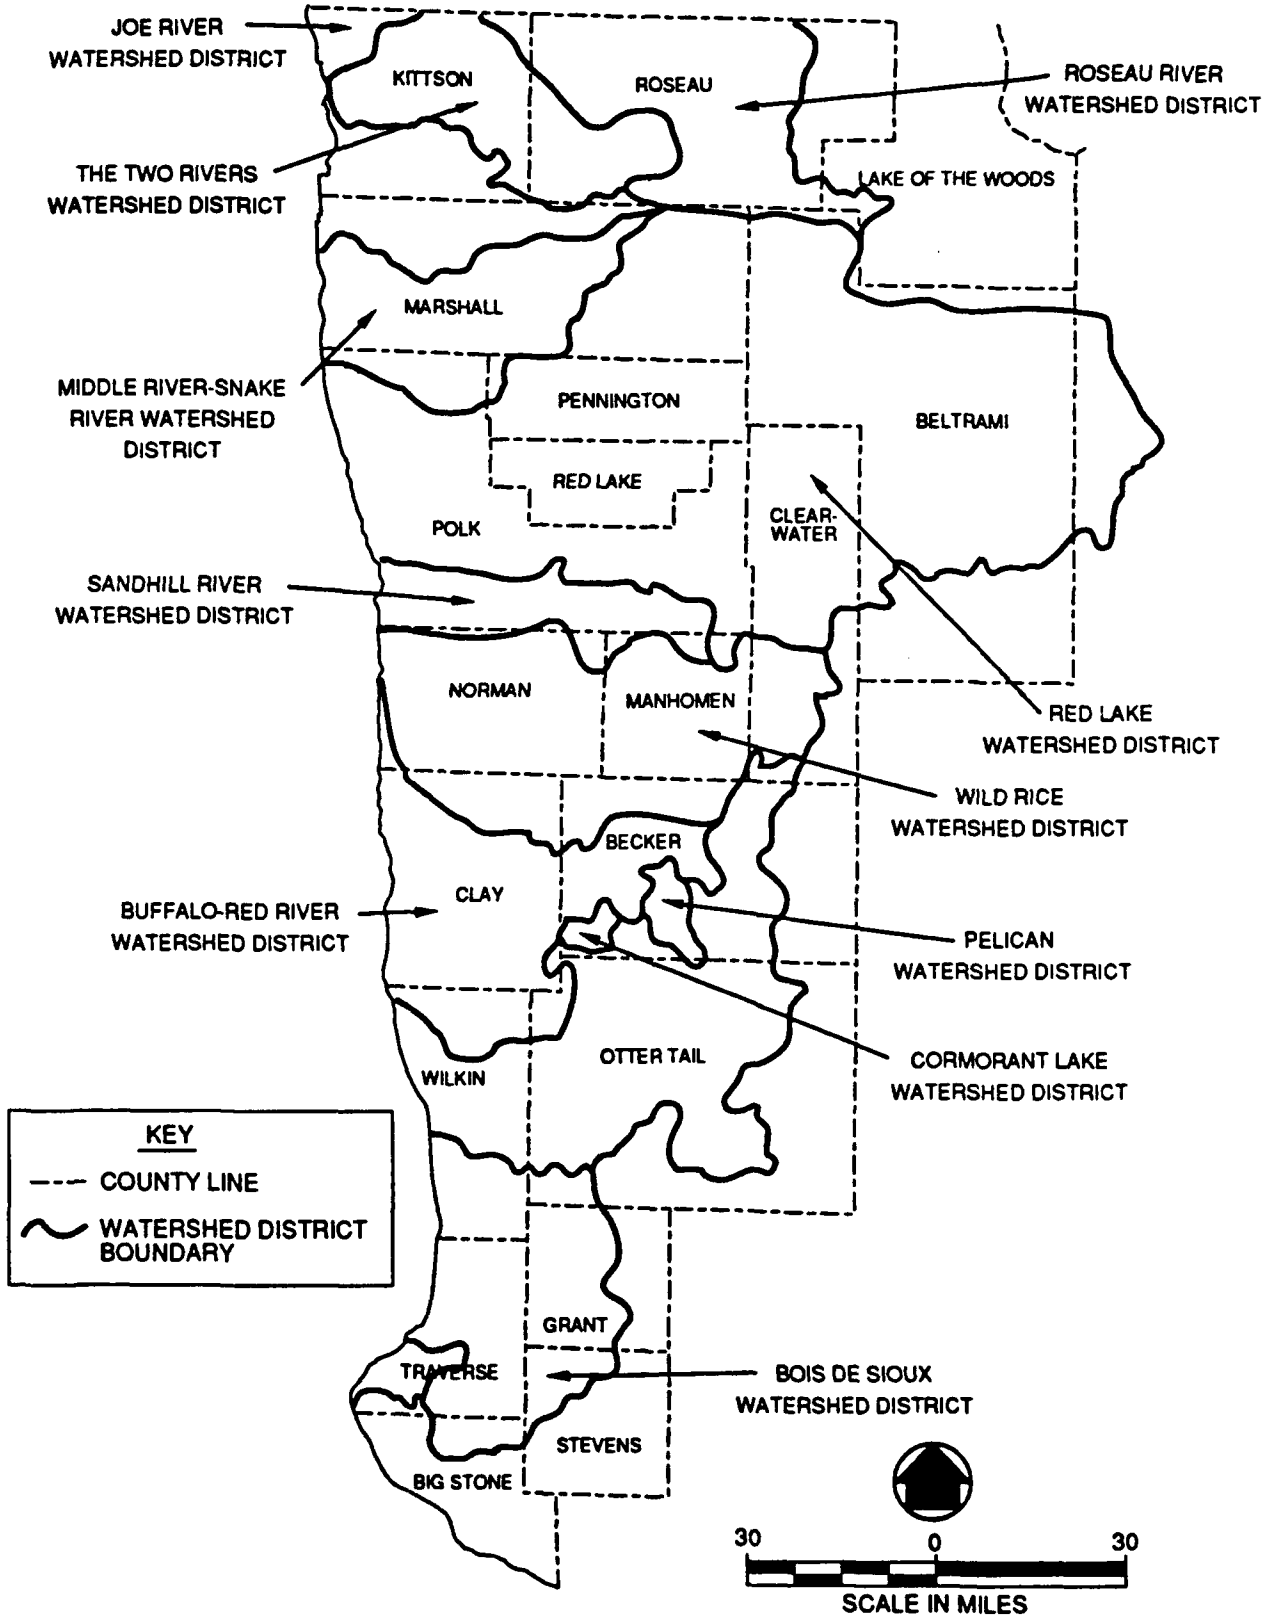 JOE RIVER
WATERSHED DISTRICT
KITTSON
ROSEAU
ROSEAU RIVER
WATERSHED DISTRICT
THE TWO RIVERS
WATERSHED DISTRICT
LAKE OF THE WOODS
MARSHALL
MIDDLE RIVER-SNAKE
RIVER WATERSHED
DISTRICT
PENNINGTON
BELTRAMI
RED LAKE
POLK
CLEAR-
WATER
SANDHILL RIVER
WATERSHED DISTRICT
NORMAN
MANHOMEN
RED LAKE
WATERSHED DISTRICT
WILD RICE
WATERSHED DISTRICT
BECKER
CLAY
BUFFALO-RED RIVER
WATERSHED DISTRICT
PELICAN
WATERSHED DISTRICT
OTTER TAIL
CORMORANT LAKE
WATERSHED DISTRICT
WILKIN
KEY
COUNTY LINE
WATERSHED DISTRICT
BOUNDARY
GRANT
TRAVERSE
BOIS DE SIOUX
WATERSHED DISTRICT
STEVENS
BIG STONE
30 0 30
SCALE IN MILES